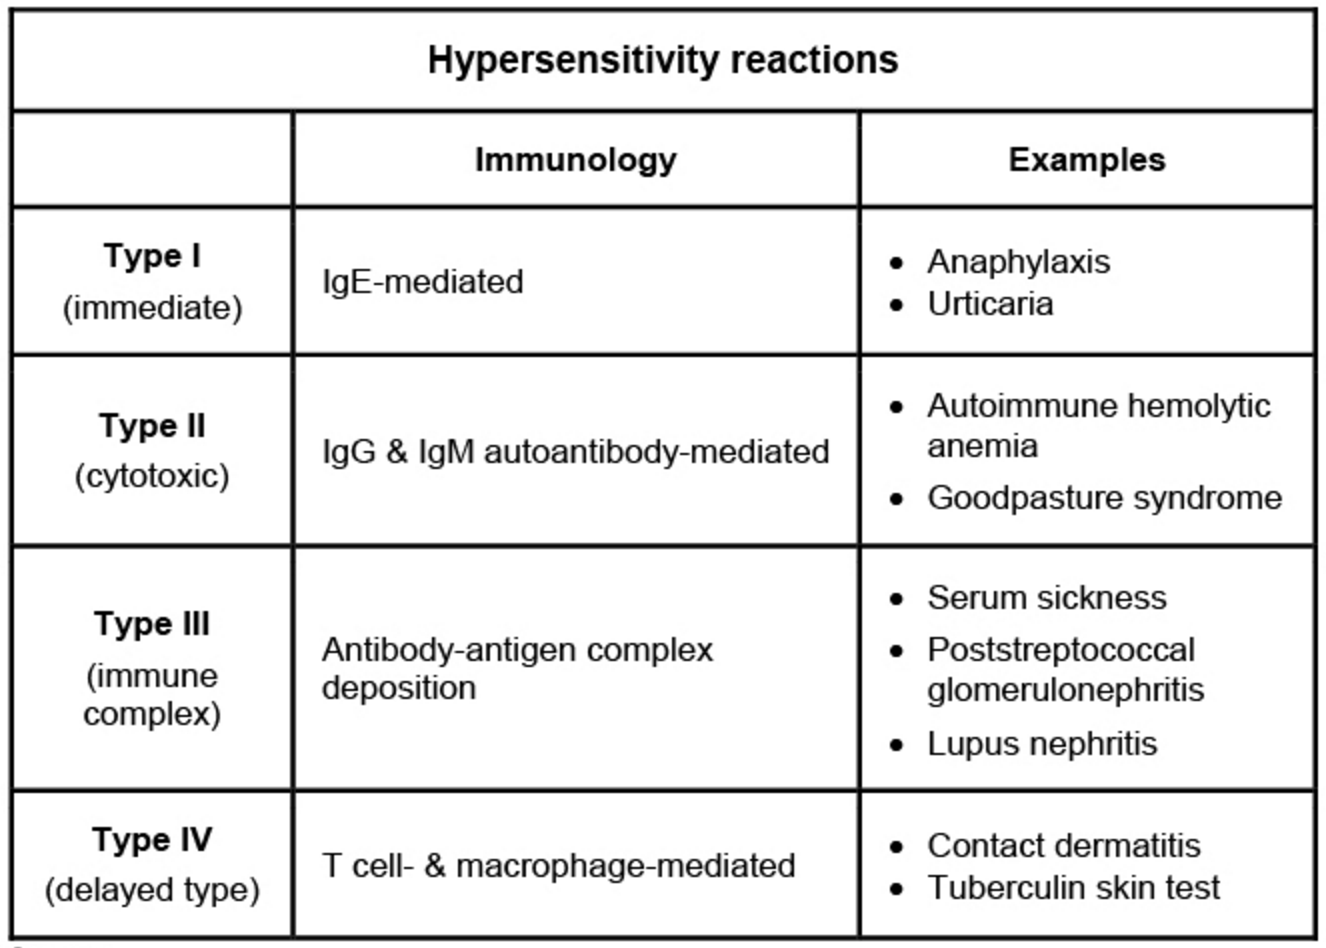 Hypersensitivity reactions
Immunology
Examples
Type I
(immediate)
IgE-mediated
• Anaphylaxis
• Urticaria
Type II
(cytotoxic)
IgG & IgM autoantibody-mediated
• Autoimmune hemolytic
anemia
• Goodpasture syndrome
Type III
(immune
complex)
Antibody-antigen complex
deposition
• Serum sickness
• Poststreptococcal
glomerulonephritis
• Lupus nephritis
Type IV
(delayed type)
T cell- & macrophage-mediated
• Contact dermatitis
• Tuberculin skin test